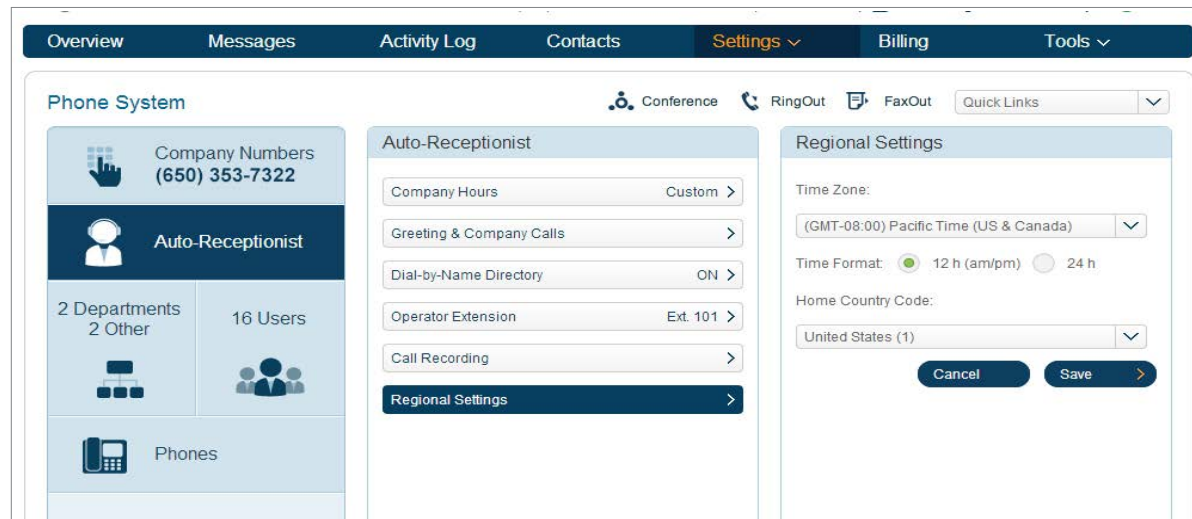 Overview Messages Activity Log Contacts Settings Billing Tools
Phone System
Conference RingOut FaxOut Quick Links
Company Numbers
(650) 353-7322
Auto-Receptionist
2 Departments
2 Other
16 Users
Phones
Auto-Receptionist
Company Hours Custom >
Greeting & Company Calls >
Dial-by-Name Directory ON >
Operator Extension Ext. 101 >
Call Recording >
Regional Settings >
Regional Settings
Time Zone:
(GMT-08:00) Pacific Time (US & Canada)
Time Format: 12 h (am/pm) 24 h
Home Country Code:
United States (1)
Cancel Save >